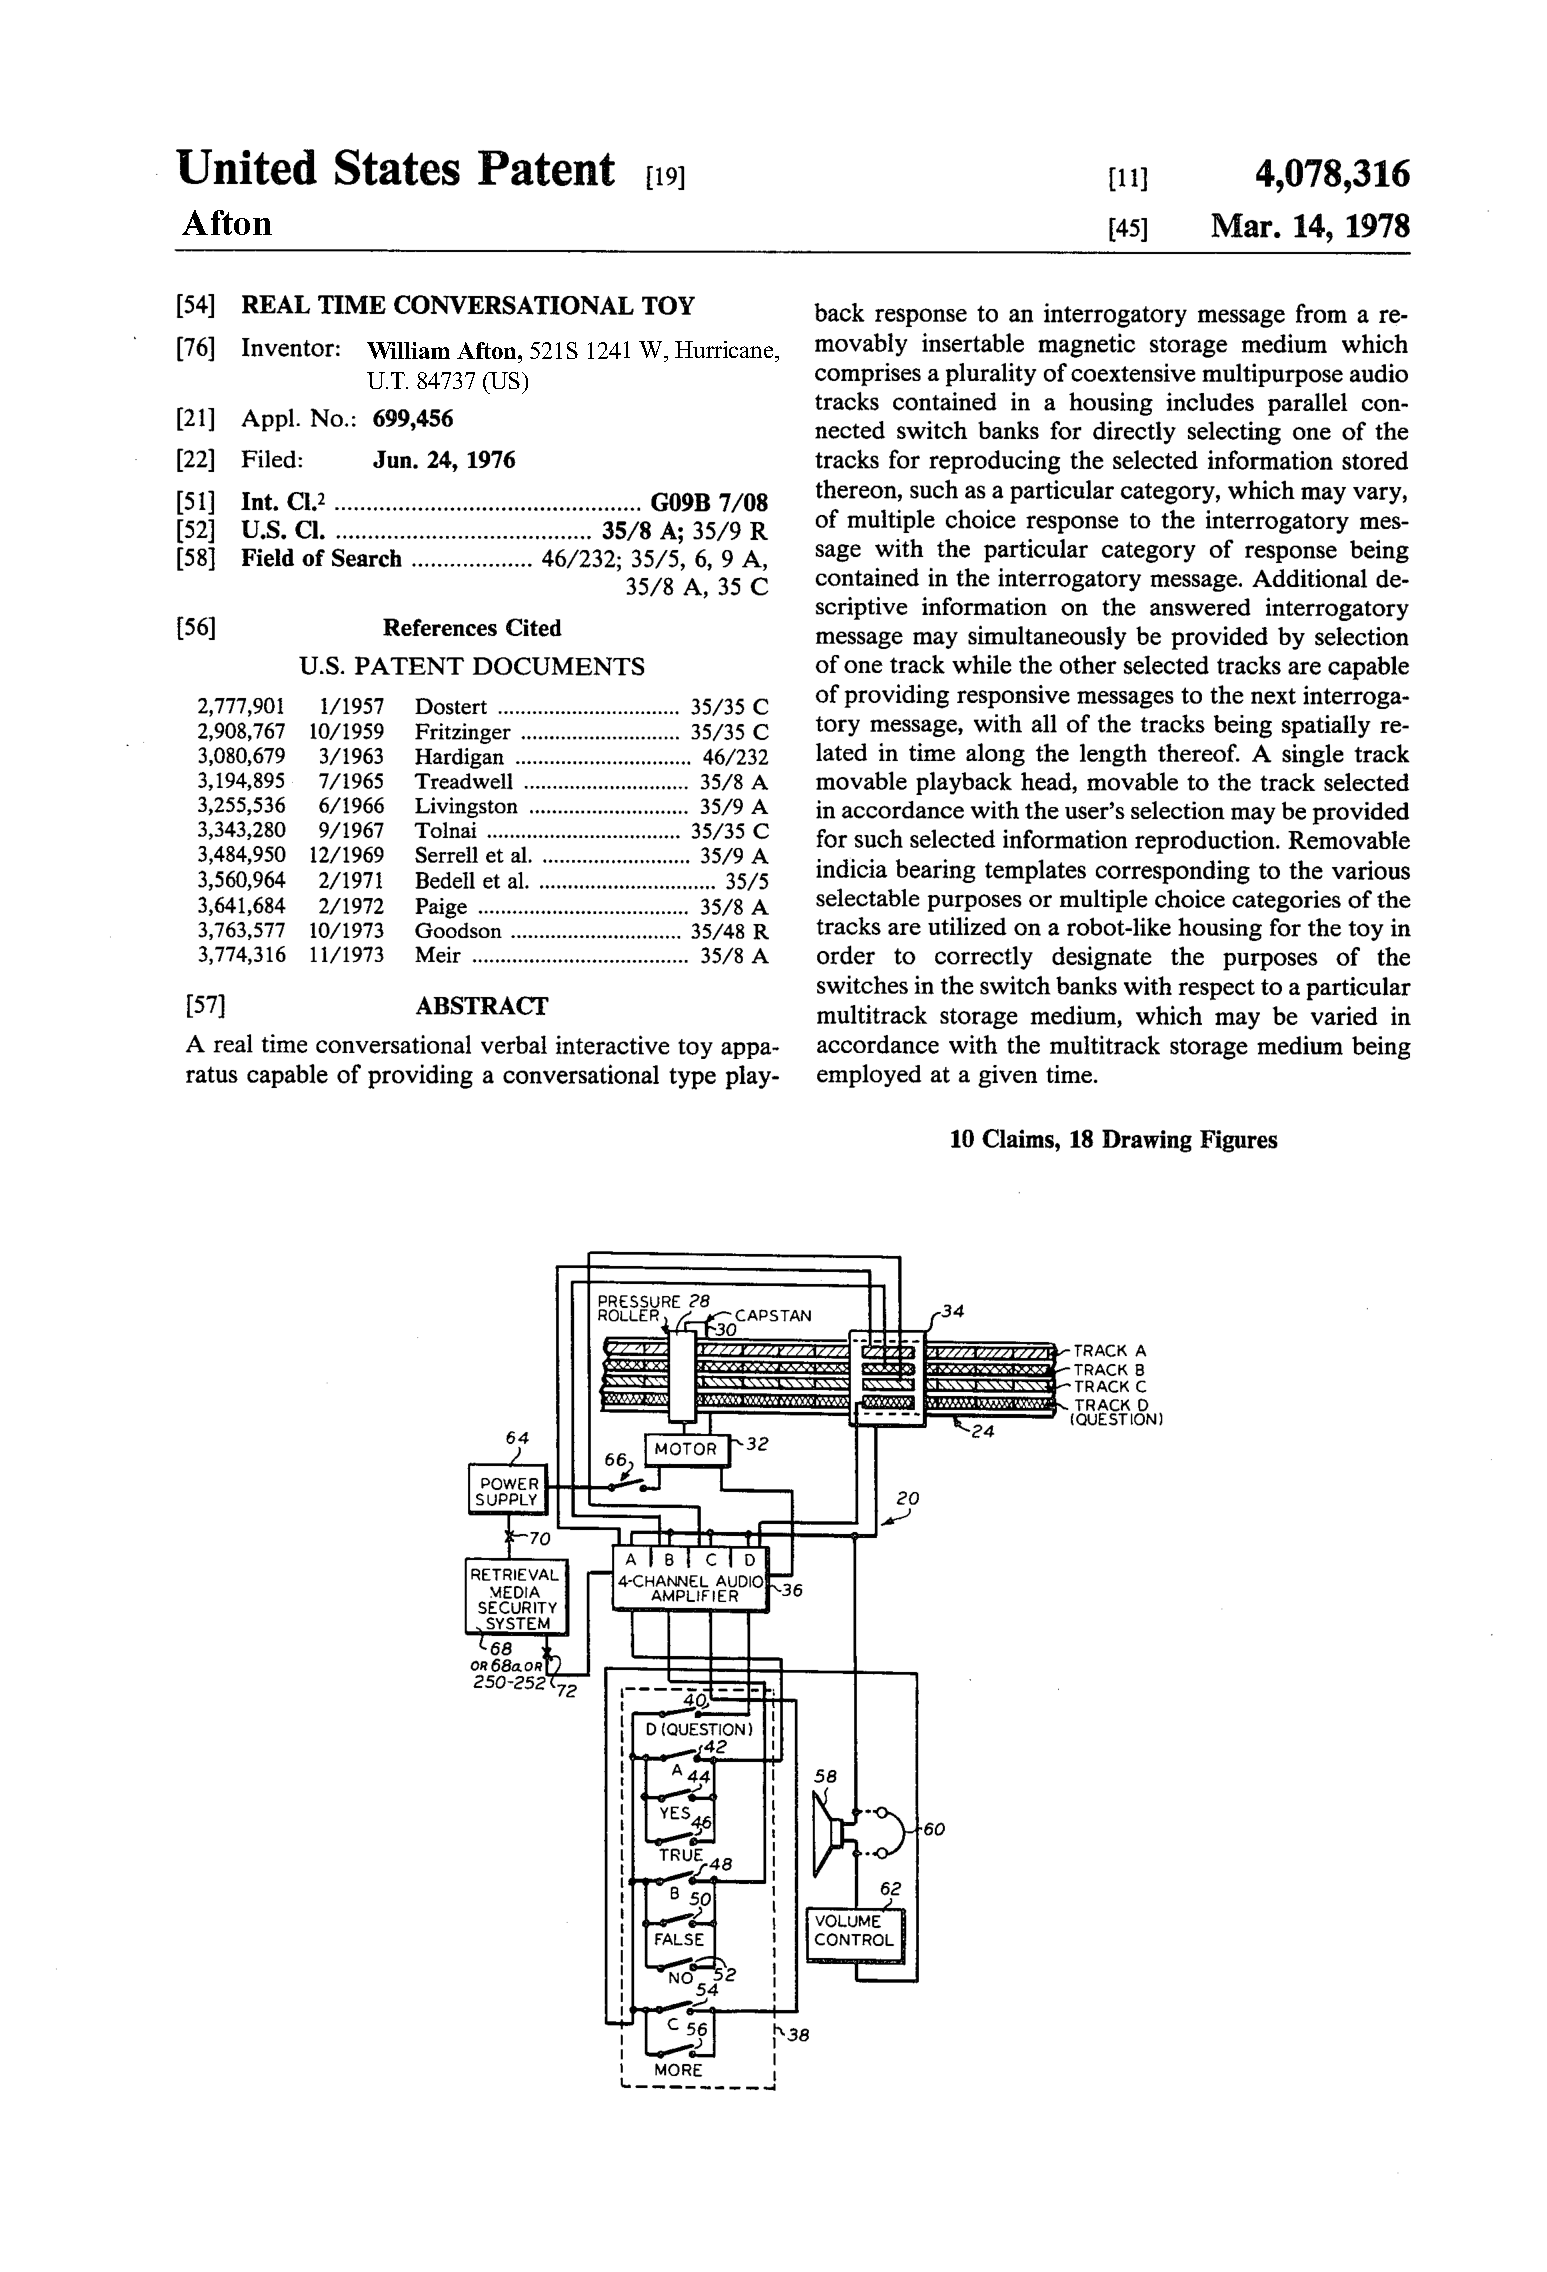 United States Patent [19]
Afton
[11] 4,078,316
[45] Mar. 14, 1978
[54] REAL TIME CONVERSATIONAL TOY
[76] Inventor: William Afton, 521S 1241 W, Hurricane,
U.T. 84737 (US)
[21] Appl. No.: 699,456
[22] Filed: Jun. 24, 1976
[51] Int. Cl.² ............................................ G09B 7/08
[52] U.S. Cl. ..................................... 35/8 A; 35/9 R
[58] Field of Search ................... 46/232; 35/5, 6, 9 A,
35/8 A, 35 C
[56] References Cited
U.S. PATENT DOCUMENTS
2,777,901 1/1957 Dostert ................................ 35/35 C
2,908,767 10/1959 Fritzinger ............................ 35/35 C
3,080,679 3/1963 Hardigan ............................... 46/232
3,194,895 7/1965 Treadwell ............................. 35/8 A
3,255,536 6/1966 Livingston ............................ 35/9 A
3,343,280 9/1967 Tolnai .................................. 35/35 C
3,484,950 12/1969 Serrell et al. .......................... 35/9 A
3,560,964 2/1971 Bedell et al. ............................... 35/5
3,641,684 2/1972 Paige ..................................... 35/8 A
3,763,577 10/1973 Goodson .............................. 35/48 R
3,774,316 11/1973 Meir ...................................... 35/8 A
[57] ABSTRACT
A real time conversational verbal interactive toy appa-
ratus capable of providing a conversational type play-
back response to an interrogatory message from a re-
movably insertable magnetic storage medium which
comprises a plurality of coextensive multipurpose audio
tracks contained in a housing includes parallel con-
nected switch banks for directly selecting one of the
tracks for reproducing the selected information stored
thereon, such as a particular category, which may vary,
of multiple choice response to the interrogatory mes-
sage with the particular category of response being
contained in the interrogatory message. Additional de-
scriptive information on the answered interrogatory
message may simultaneously be provided by selection
of one track while the other selected tracks are capable
of providing responsive messages to the next interroga-
tory message, with all of the tracks being spatially re-
lated in time along the length thereof. A single track
movable playback head, movable to the track selected
in accordance with the user's selection may be provided
for such selected information reproduction. Removable
indicia bearing templates corresponding to the various
selectable purposes or multiple choice categories of the
tracks are utilized on a robot-like housing for the toy in
order to correctly designate the purposes of the
switches in the switch banks with respect to a particular
multitrack storage medium, which may be varied in
accordance with the multitrack storage medium being
employed at a given time.
10 Claims, 18 Drawing Figures
PRESSURE 28
ROLLER
CAPSTAN
30
34
TRACK A
TRACK B
TRACK C
TRACK D
(QUESTION)
24
MOTOR
32
64
66
POWER
SUPPLY
20
70
A B C D
4-CHANNEL AUDIO
AMPLIFIER
36
RETRIEVAL
MEDIA
SECURITY
SYSTEM
68
OR 68a OR
250-252
72
40
D (QUESTION)
42
A
44
YES
46
TRUE
48
B
50
FALSE
NO
52
54
C
56
MORE
38
58
60
62
VOLUME
CONTROL